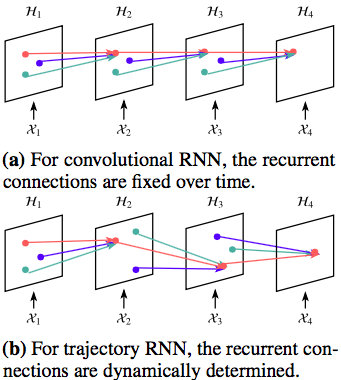 ℋ₁ ℋ₂ ℋ₃ ℋ₄
𝒳₁ 𝒳₂ 𝒳₃ 𝒳₄
(a) For convolutional RNN, the recurrent
connections are fixed over time.
ℋ₁ ℋ₂ ℋ₃ ℋ₄
𝒳₁ 𝒳₂ 𝒳₃ 𝒳₄
(b) For trajectory RNN, the recurrent con-
nections are dynamically determined.